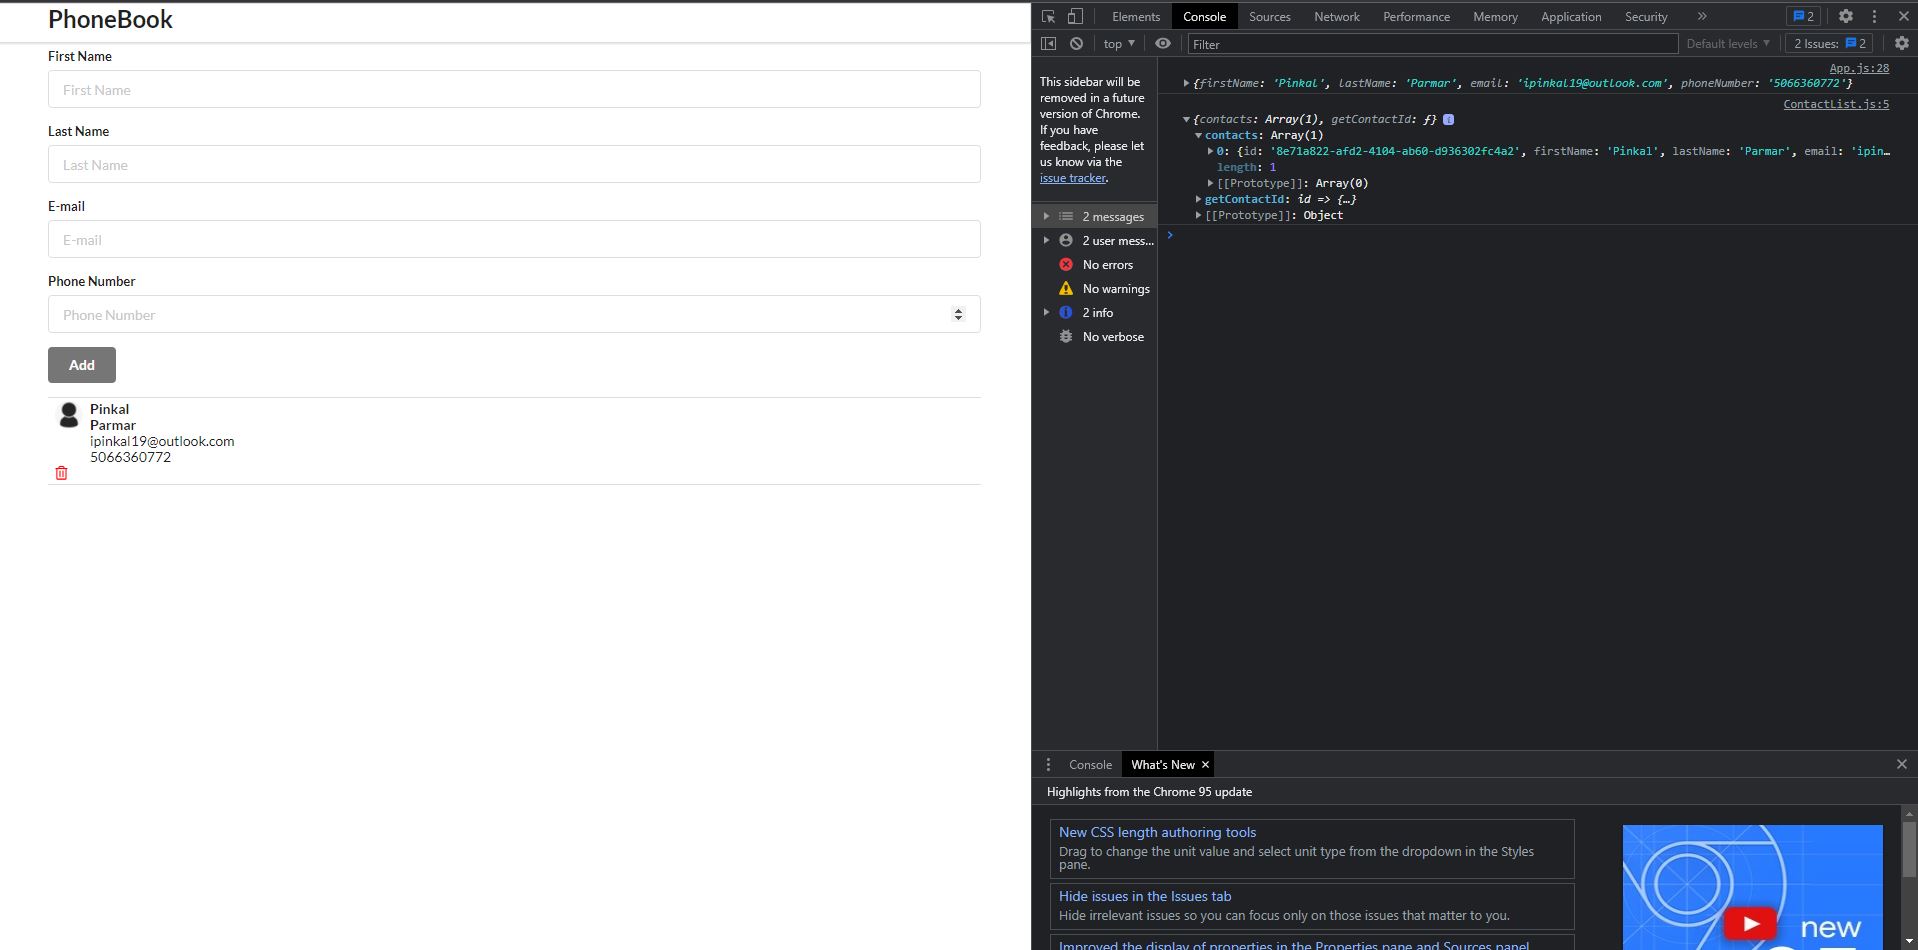 PhoneBook
First Name
First Name
Last Name
Last Name
E-mail
E-mail
Phone Number
Phone Number
Add
Pinkal
Parmar
ipinkal19@outlook.com
5066360772
Elements Console Sources Network Performance Memory Application Security » 2
top ▼ Filter Default levels ▼ 2 Issues: 2
This sidebar will be
removed in a future
version of Chrome.
If you have
feedback, please let
us know via the
issue tracker.
2 messages
2 user mess...
No errors
No warnings
2 info
No verbose
App.js:28
{firstName: 'Pinkal', lastName: 'Parmar', email: 'ipinkal19@outlook.com', phoneNumber: '5066360772'}
ContactList.js:5
{contacts: Array(1), getContactId: ƒ} i
contacts: Array(1)
0: {id: '8e71a822-afd2-4104-ab60-d936302fc4a2', firstName: 'Pinkal', lastName: 'Parmar', email: 'ipin…
length: 1
[[Prototype]]: Array(0)
getContactId: id => {…}
[[Prototype]]: Object
Console What's New ×
Highlights from the Chrome 95 update
New CSS length authoring tools
Drag to change the unit value and select unit type from the dropdown in the Styles
pane.
Hide issues in the Issues tab
Hide irrelevant issues so you can focus only on those issues that matter to you.
Improved the display of properties in the Properties pane and Sources panel
new